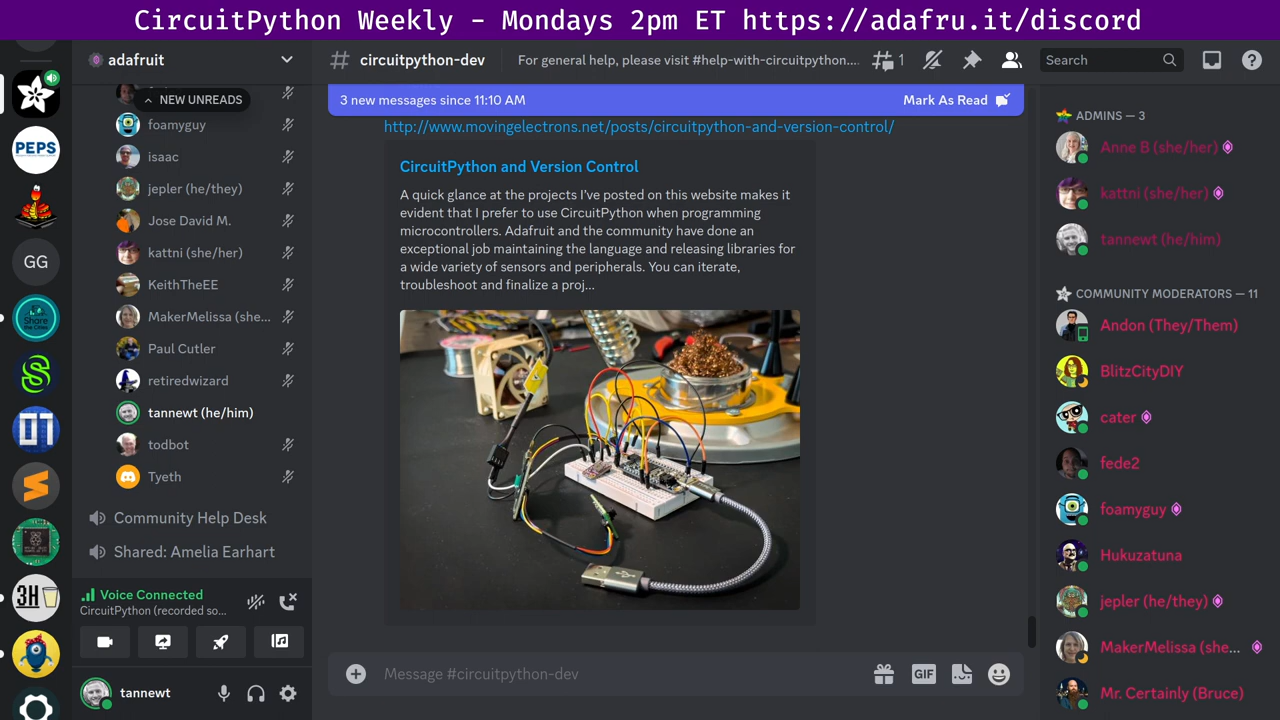 CircuitPython Weekly - Mondays 2pm ET https://adafru.it/discord
adafruit
NEW UNREADS
foamyguy
isaac
jepler (he/they)
Jose David M.
kattni (she/her)
KeithTheEE
MakerMelissa (she...
Paul Cutler
retiredwizard
tannewt (he/him)
todbot
Tyeth
Community Help Desk
Shared: Amelia Earhart
Voice Connected
CircuitPython (recorded so...
tannewt
PEPS
GG
S
01
S
3H
# circuitpython-dev
For general help, please visit #help-with-circuitpython....
1
Search
3 new messages since 11:10 AM
Mark As Read
http://www.movingelectrons.net/posts/circuitpython-and-version-control/
CircuitPython and Version Control
A quick glance at the projects I've posted on this website makes it
evident that I prefer to use CircuitPython when programming
microcontrollers. Adafruit and the community have done an
exceptional job maintaining the language and releasing libraries for
a wide variety of sensors and peripherals. You can iterate,
troubleshoot and finalize a proj...
Message #circuitpython-dev
GIF
ADMINS — 3
Anne B (she/her)
kattni (she/her)
tannewt (he/him)
COMMUNITY MODERATORS — 11
Andon (They/Them)
BlitzCityDIY
cater
fede2
foamyguy
Hukuzatuna
jepler (he/they)
MakerMelissa (she...
Mr. Certainly (Bruce)